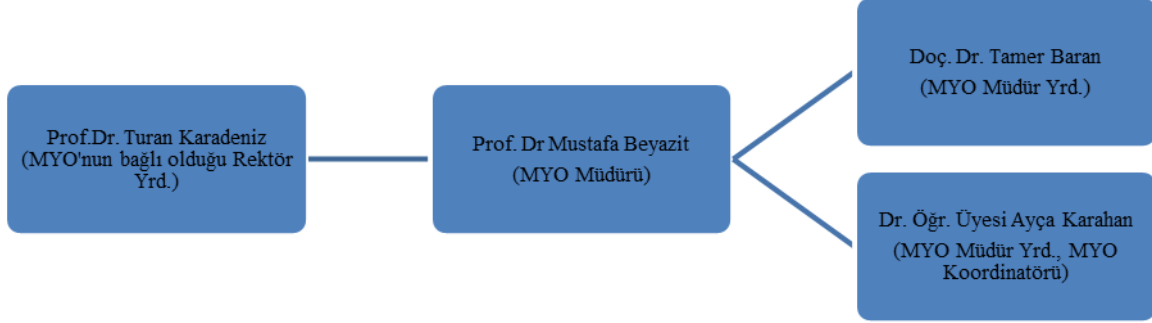 Prof.Dr. Turan Karadeniz
(MYO'nun bağlı olduğu Rektör
Yrd.)
Prof. Dr Mustafa Beyazit
(MYO Müdürü)
Doç. Dr. Tamer Baran
(MYO Müdür Yrd.)
Dr. Öğr. Üyesi Ayça Karahan
(MYO Müdür Yrd., MYO
Koordinatörü)